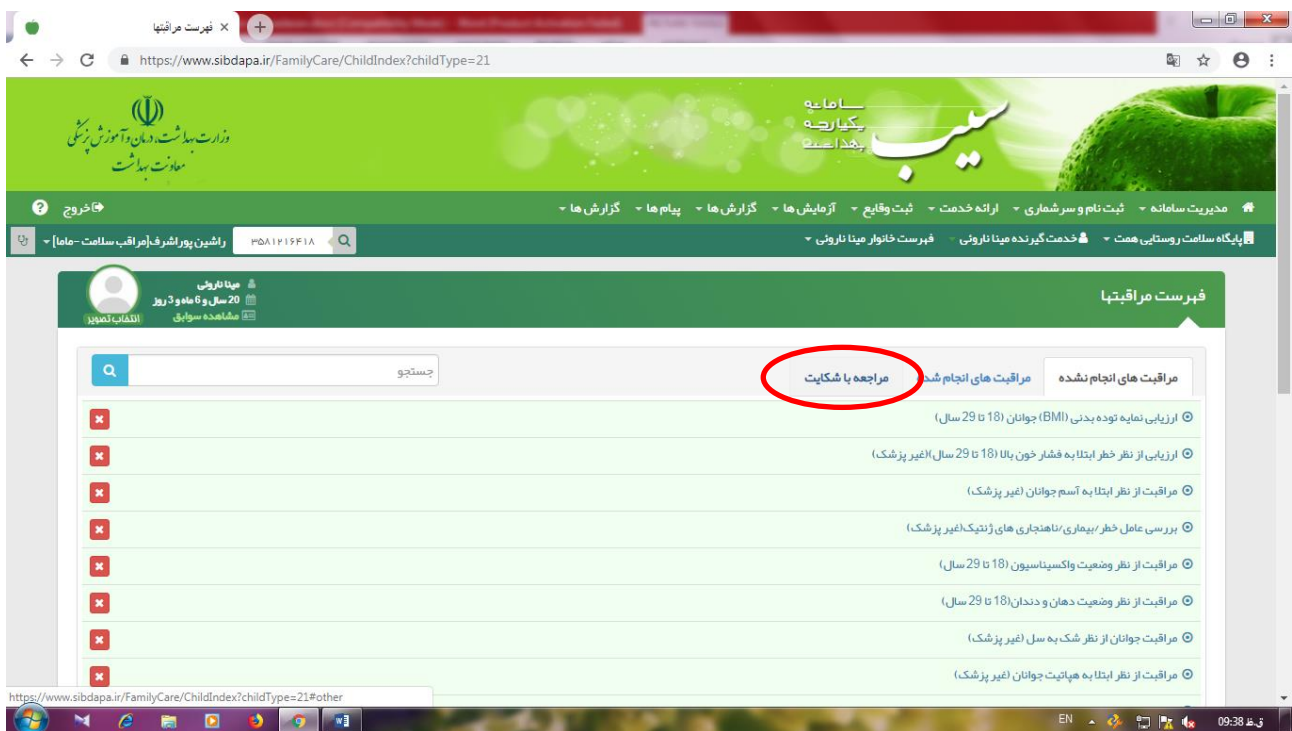 فهرست مراقبتها
https://www.sibdapa.ir/FamilyCare/ChildIndex?childType=21
وزارت بهداشت، درمان و آموزش پزشکی
معاونت بهداشت
سامانه
یکپارچه
بهداشت
سیب
مدیریت سامانه
ثبت نام و سرشماری
ارائه خدمت
ثبت وقایع
آزمایش ها
گزارش ها
پیام ها
گزارش ها
خروج
پایگاه سلامت روستایی همت
خدمت گیرنده مینا ناروئی
فهرست خانوار مینا ناروئی
۳۵۸۱۲۱۶۴۱۸
راشین پور اشرف[مراقب سلامت -ماما]
فهرست مراقبتها
مینا ناروئی
20 سال و 6 ماه و 3 روز
مشاهده سوابق
انتخاب تصویر
مراقبت های انجام نشده
مراقبت های انجام شده
مراجعه با شکایت
جستجو
ارزیابی نمایه توده بدنی (BMI) جوانان (18 تا 29 سال)
ارزیابی از نظر خطر ابتلا به فشار خون بالا (18 تا 29 سال)(غیر پزشک)
مراقبت از نظر ابتلا به آسم جوانان (غیر پزشک)
بررسی عامل خطر/بیماری/ناهنجاری های ژنتیک(غیر پزشک)
مراقبت از نظر وضعیت واکسیناسیون (18 تا 29 سال)
مراقبت از نظر وضعیت دهان و دندان(18 تا 29 سال)
مراقبت جوانان از نظر شک به سل (غیر پزشک)
مراقبت از نظر ابتلا به هپاتیت جوانان (غیر پزشک)
https://www.sibdapa.ir/FamilyCare/ChildIndex?childType=21#other
EN
09:38 ق.ظ